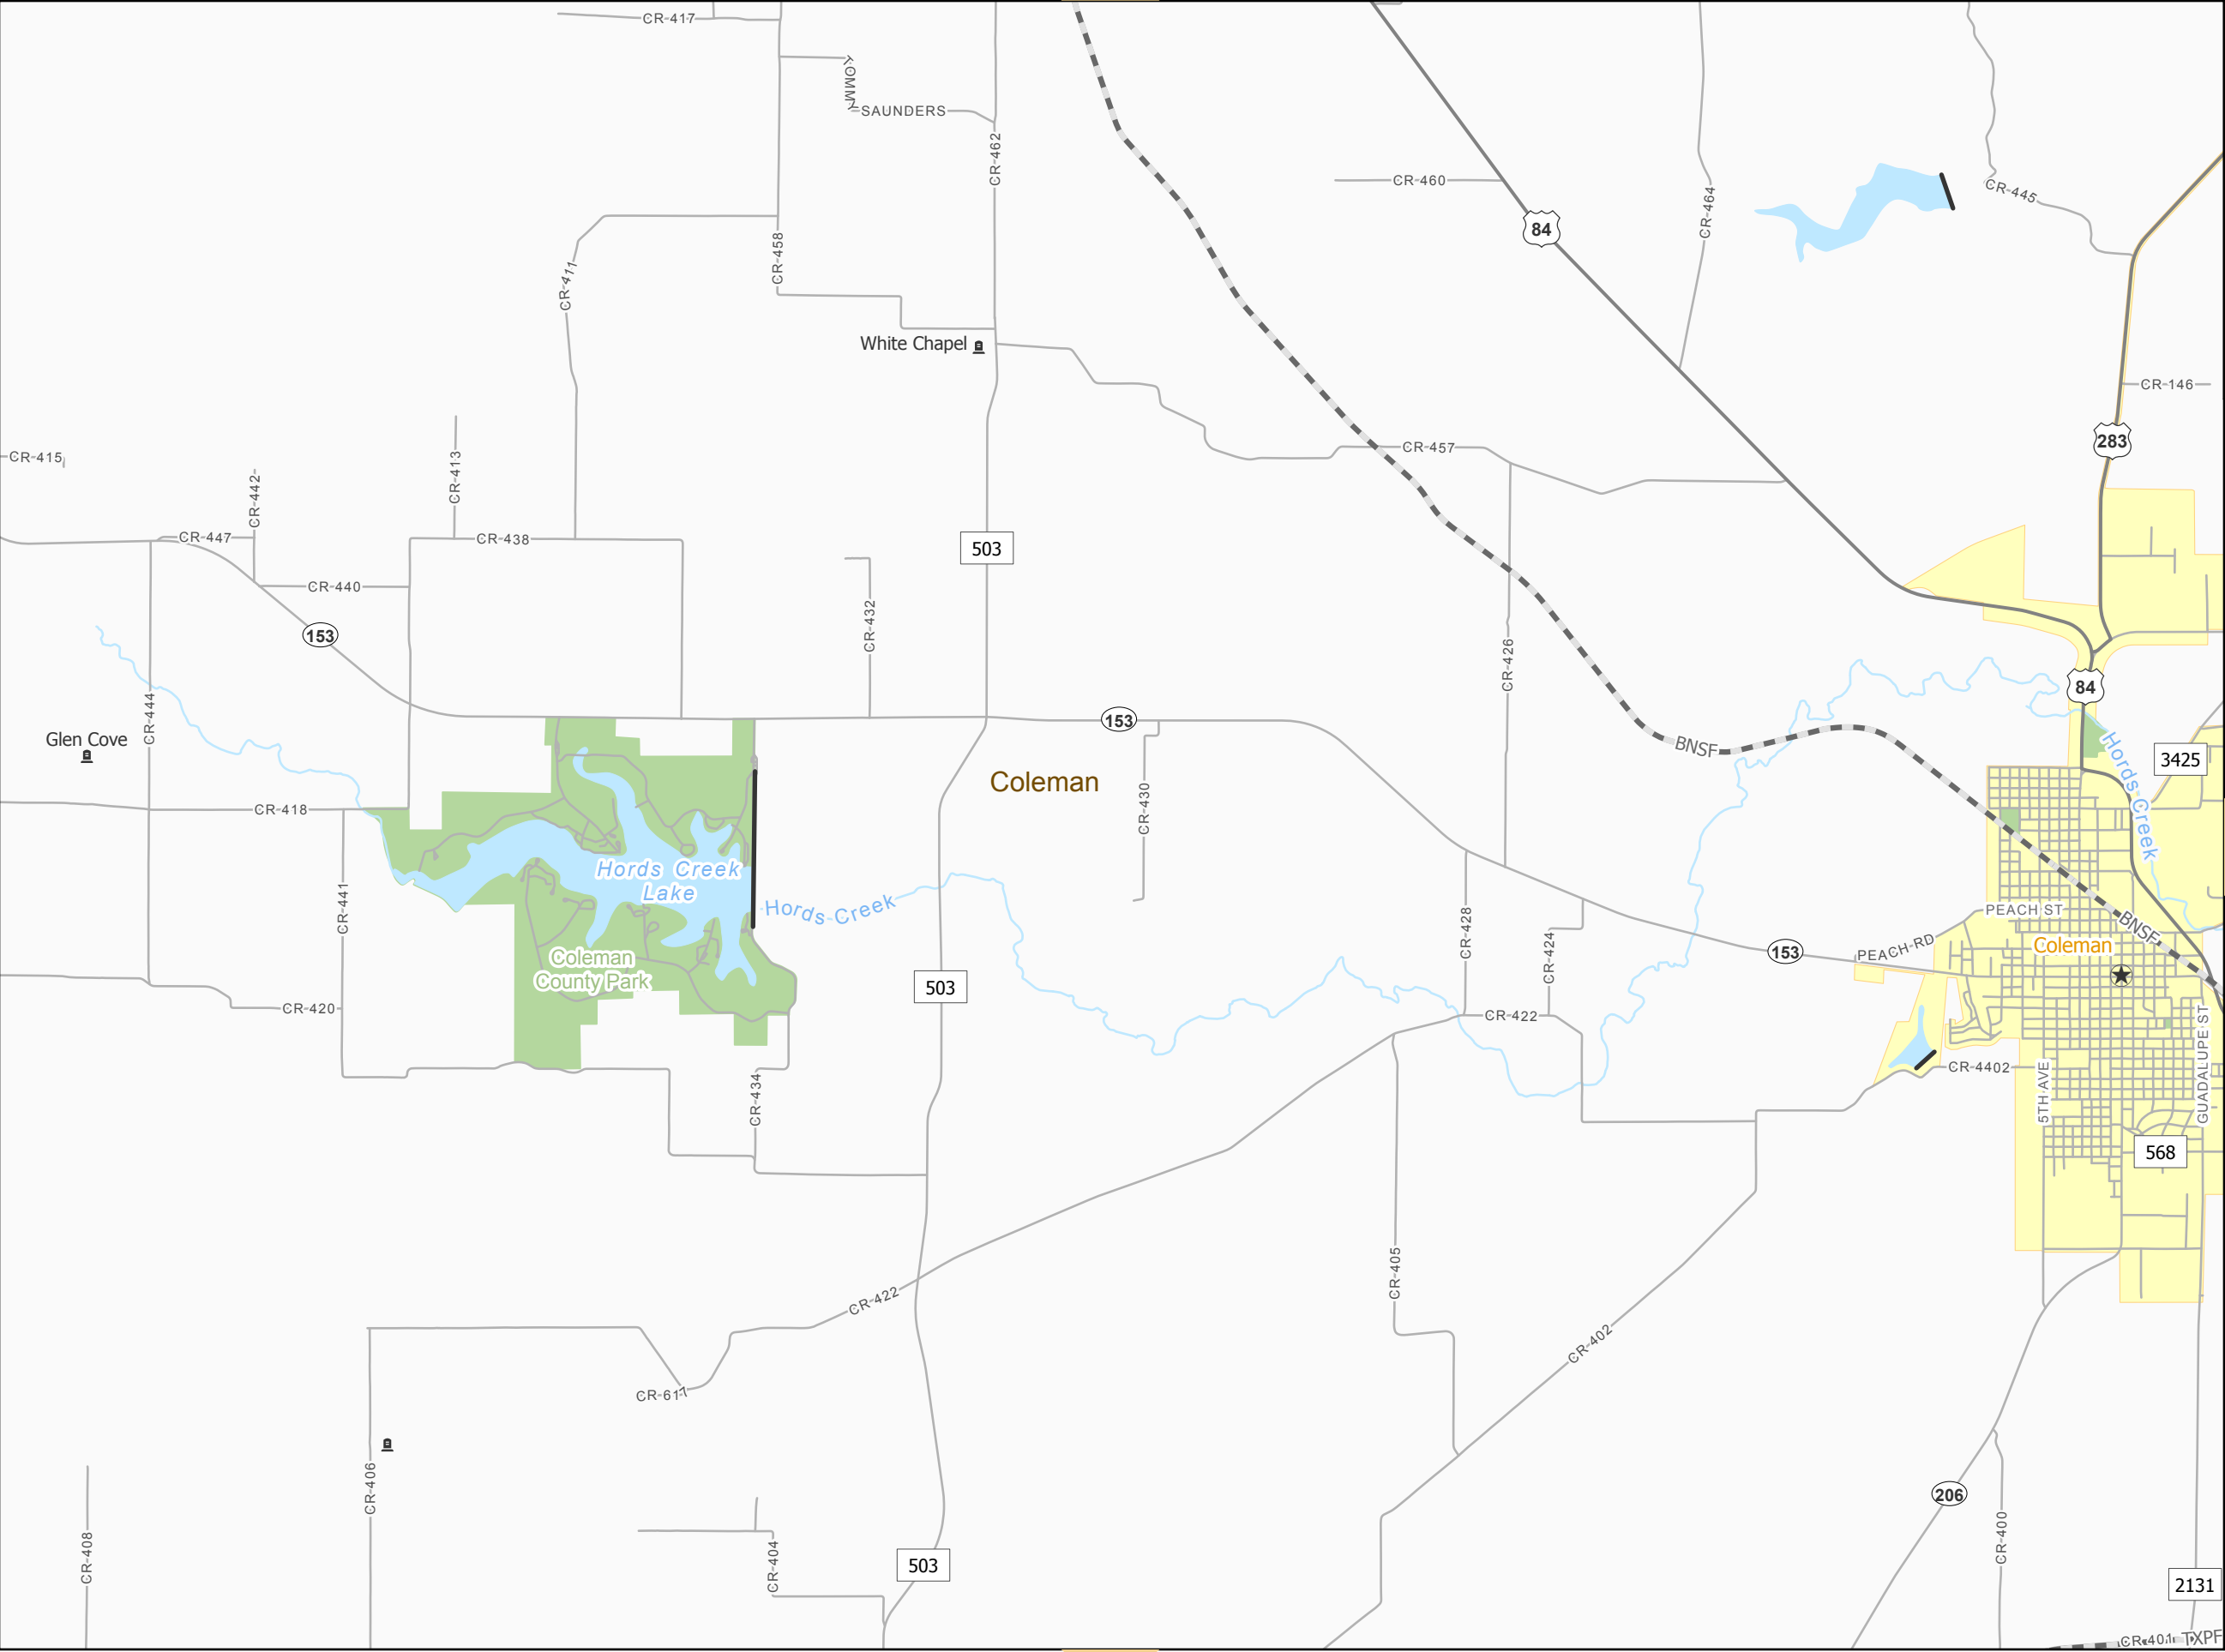 CR-417
TOMMY
SAUNDERS
CR-462
CR-460
CR-464
CR-445
84
CR-458
CR-411
White Chapel
CR-146
283
CR-415
CR-413
CR-442
CR-457
CR-447
CR-438
503
CR-440
153
CR-432
CR-426
84
CR-444
Glen Cove
153
BNSF
Hords Creek
3425
Coleman
CR-430
CR-418
Hords Creek
Lake
Hords Creek
CR-441
CR-428
CR-424
PEACH ST
PEACH RD
BNSF
Coleman
153
Coleman
County Park
503
CR-420
CR-422
GUADALUPE ST
CR-4402
5TH AVE
CR-434
568
CR-405
CR-422
CR-402
CR-617
CR-406
206
CR-408
CR-404
503
CR-400
2131
CR-401
TXPF